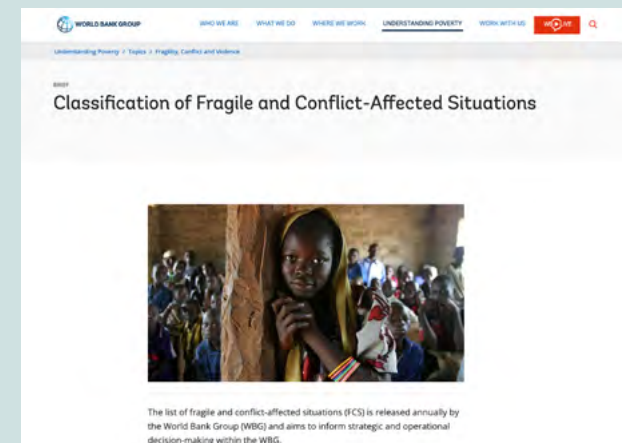 WORLD BANK GROUP
WHO WE ARE WHAT WE DO WHERE WE WORK UNDERSTANDING POVERTY WORK WITH US
Understanding Poverty / Topics / Fragility, Conflict and Violence
BRIEF
Classification of Fragile and Conflict-Affected Situations
The list of fragile and conflict-affected situations (FCS) is released annually by
the World Bank Group (WBG) and aims to inform strategic and operational
decision-making within the WBG.